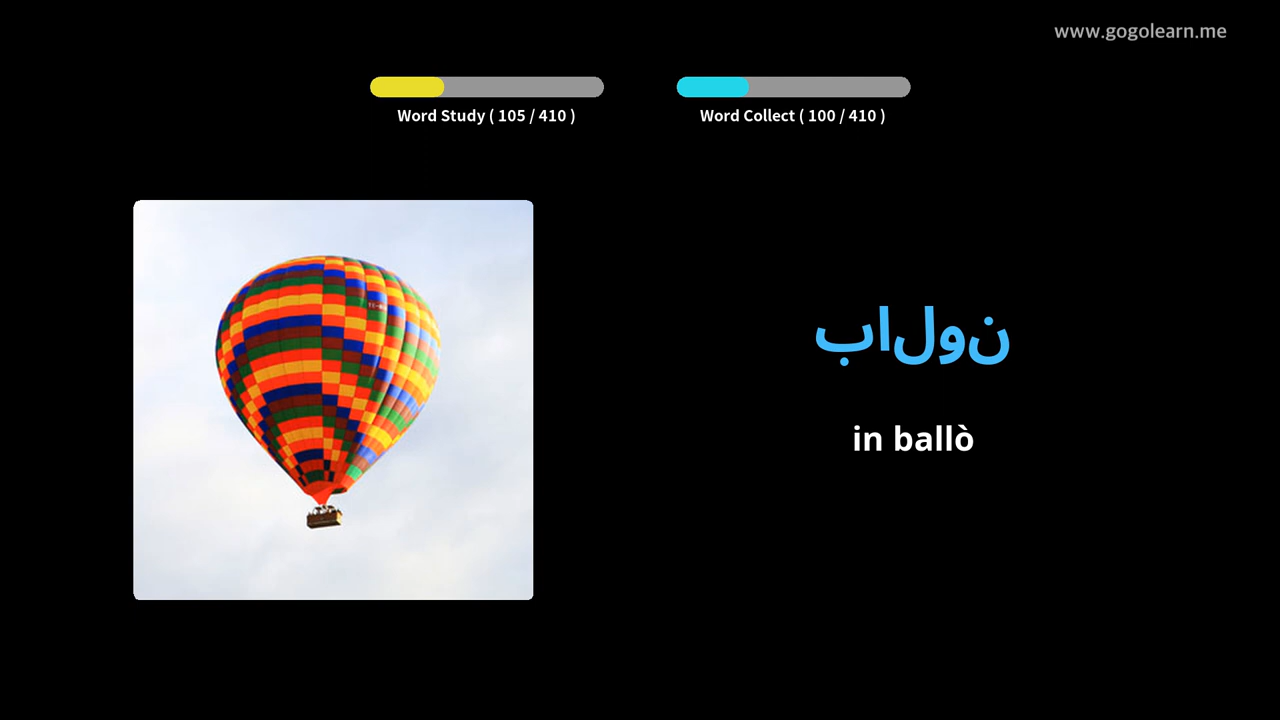 www.gogolearn.me
Word Study ( 105 / 410 )
Word Collect ( 100 / 410 )
بالون
in ballò